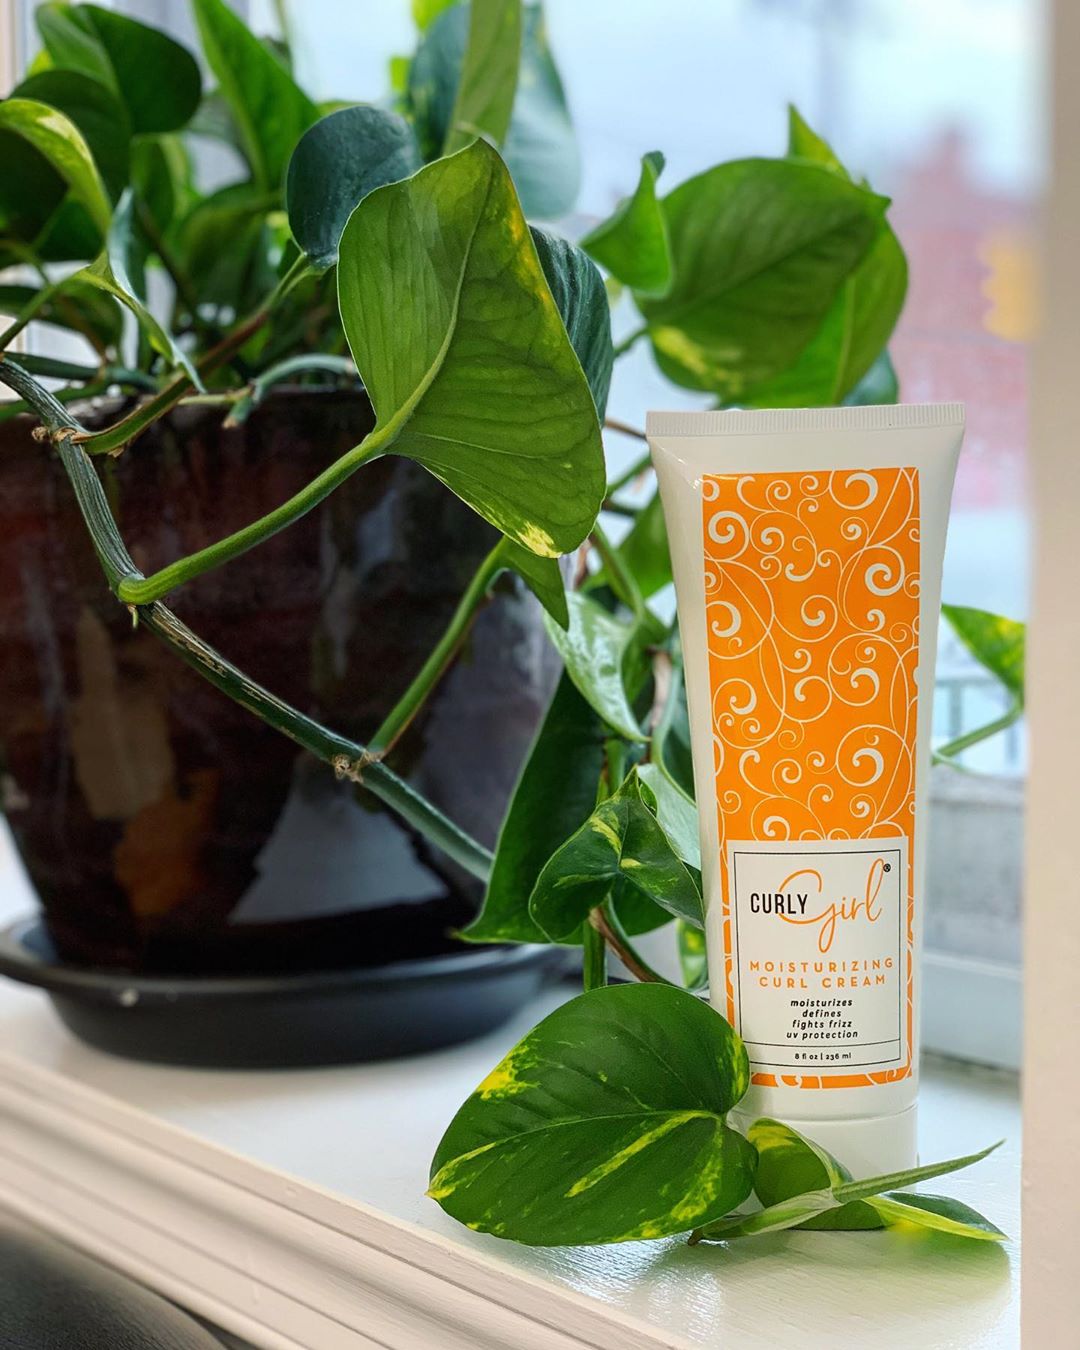 CURLY Girl®
MOISTURIZING
CURL CREAM
moisturizes
defines
fights frizz
uv protection
8 fl oz | 236 ml